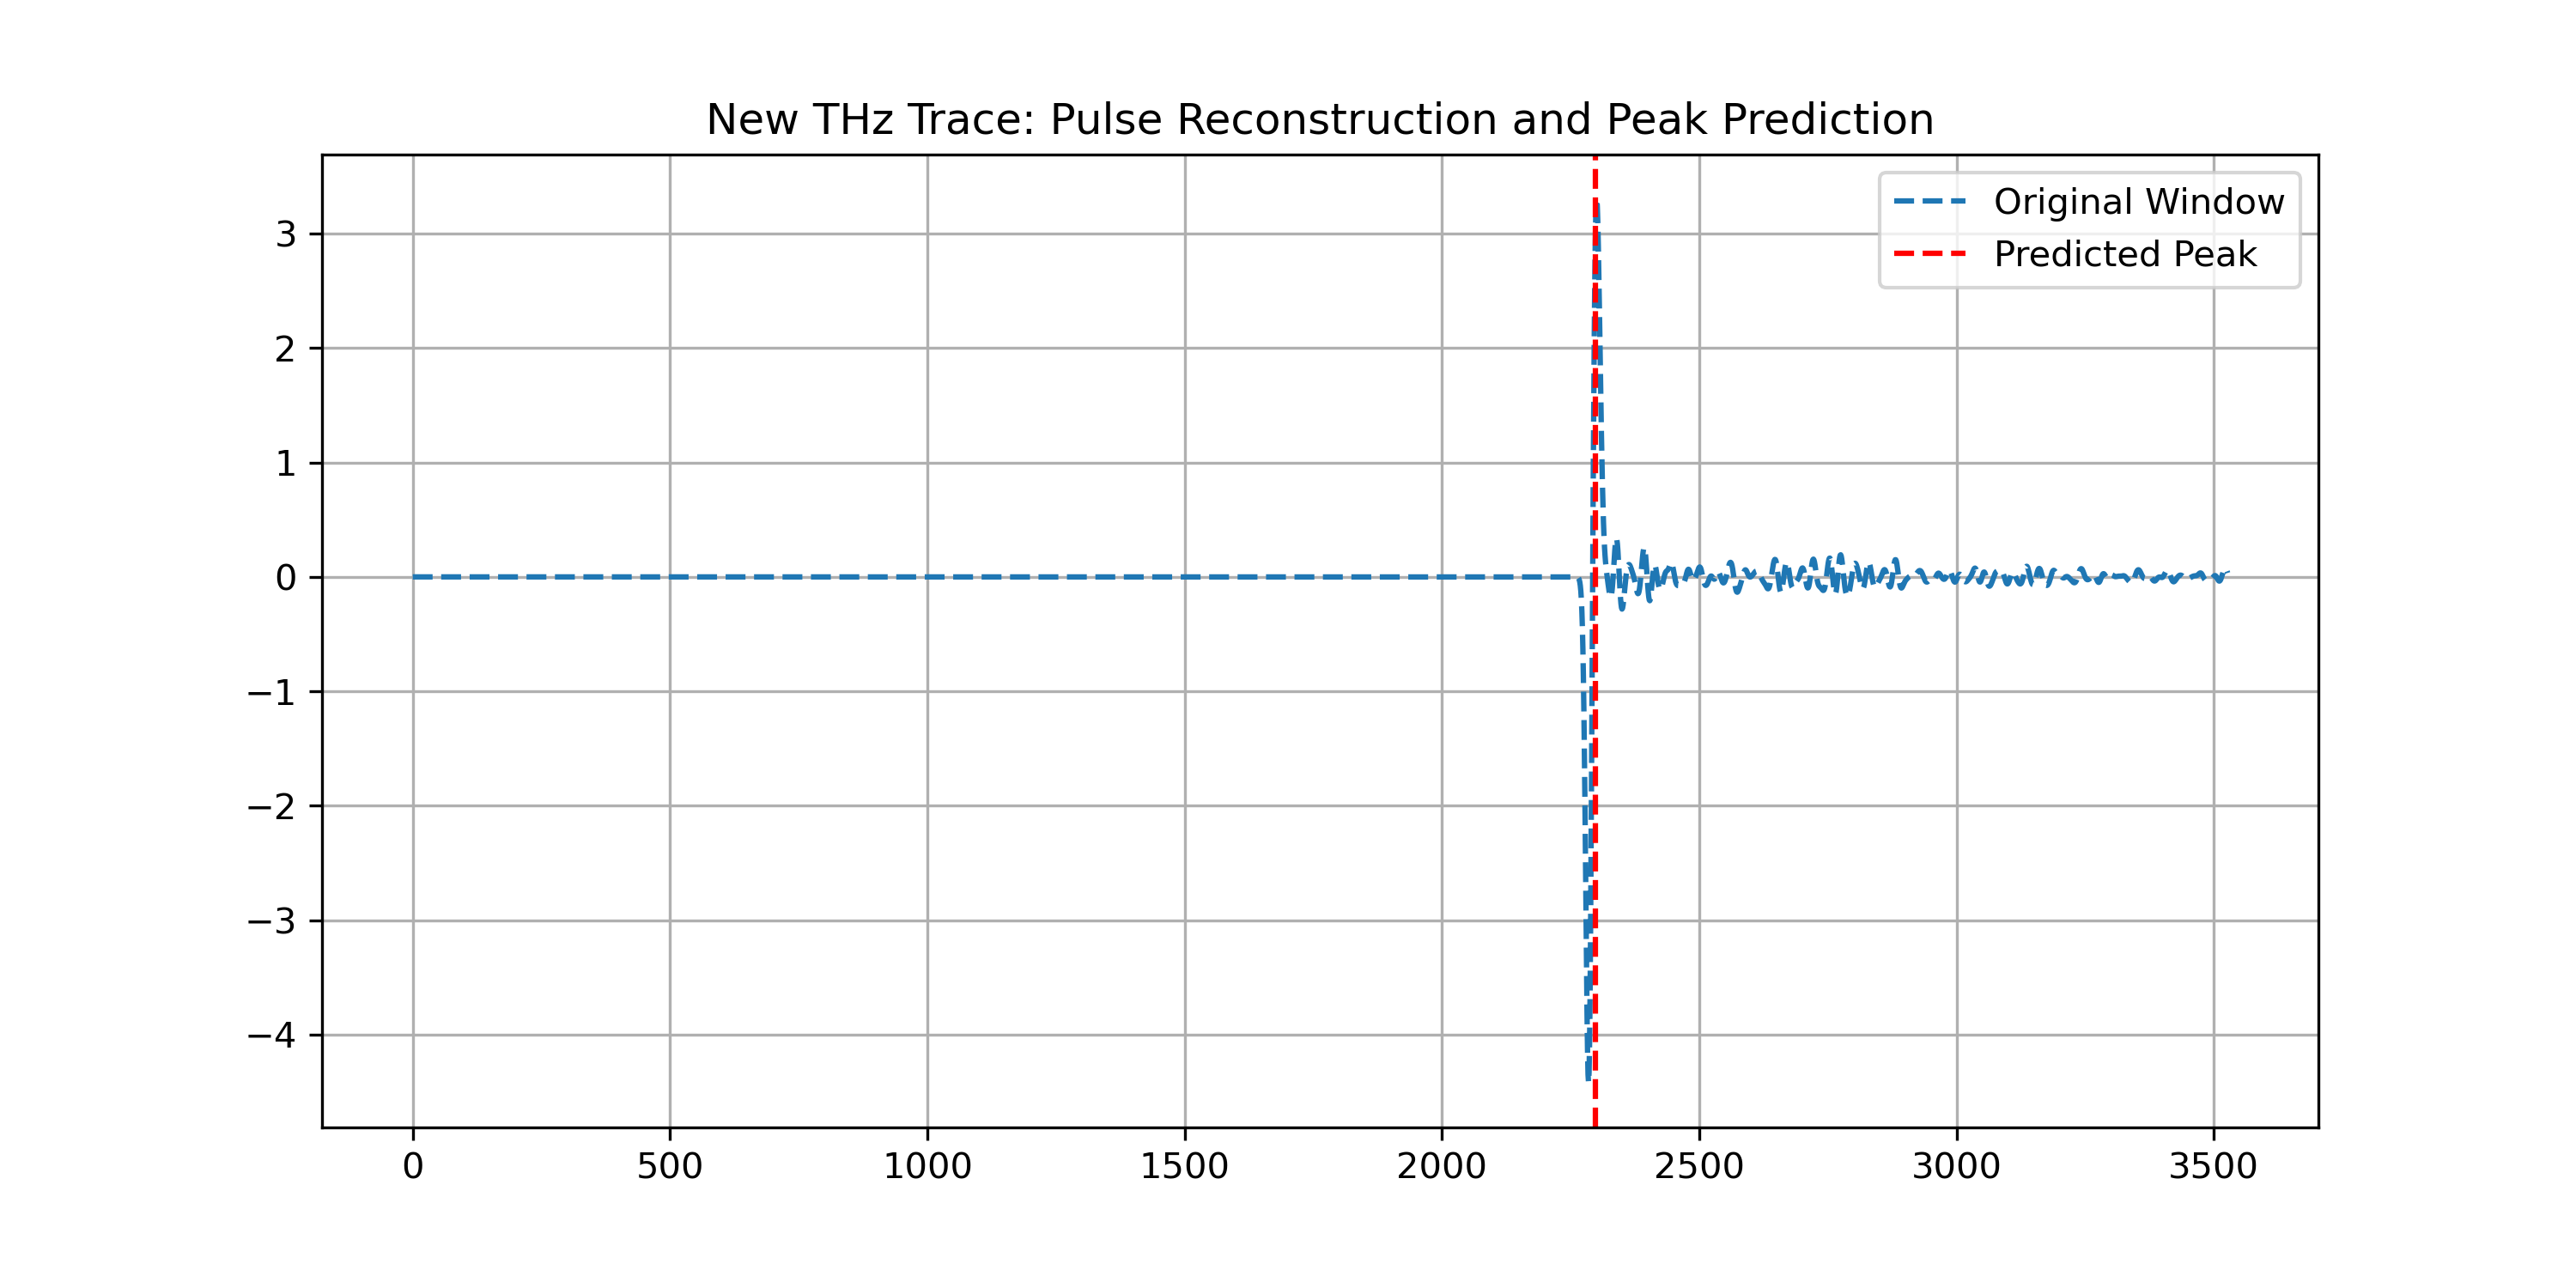 New THz Trace: Pulse Reconstruction and Peak Prediction
Original Window
Predicted Peak
3
2
1
0
−1
−2
−3
−4
0 500 1000 1500 2000 2500 3000 3500